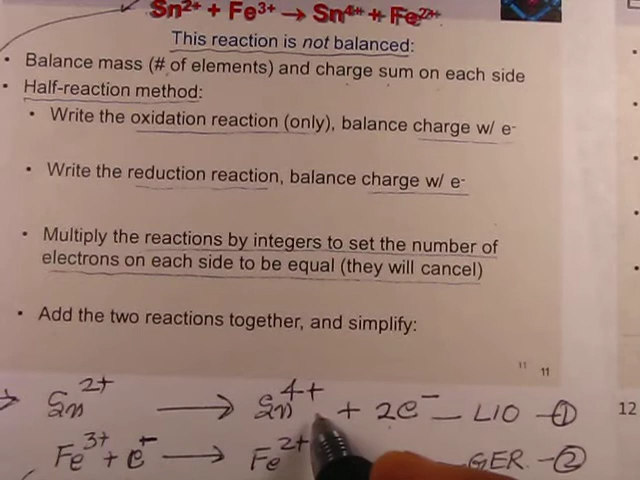 Sn²⁺ + Fe³⁺ → Sn⁴⁺ + Fe²⁺
This reaction is not balanced:
• Balance mass (# of elements) and charge sum on each side
• Half-reaction method:
• Write the oxidation reaction (only), balance charge w/ e⁻
• Write the reduction reaction, balance charge w/ e⁻
• Multiply the reactions by integers to set the number of
electrons on each side to be equal (they will cancel)
• Add the two reactions together, and simplify:
11 11
Sn²⁺ → Sn⁴⁺ + 2e⁻ — LIO —①
12
Fe³⁺ + e⁻ → Fe²⁺ GER —②